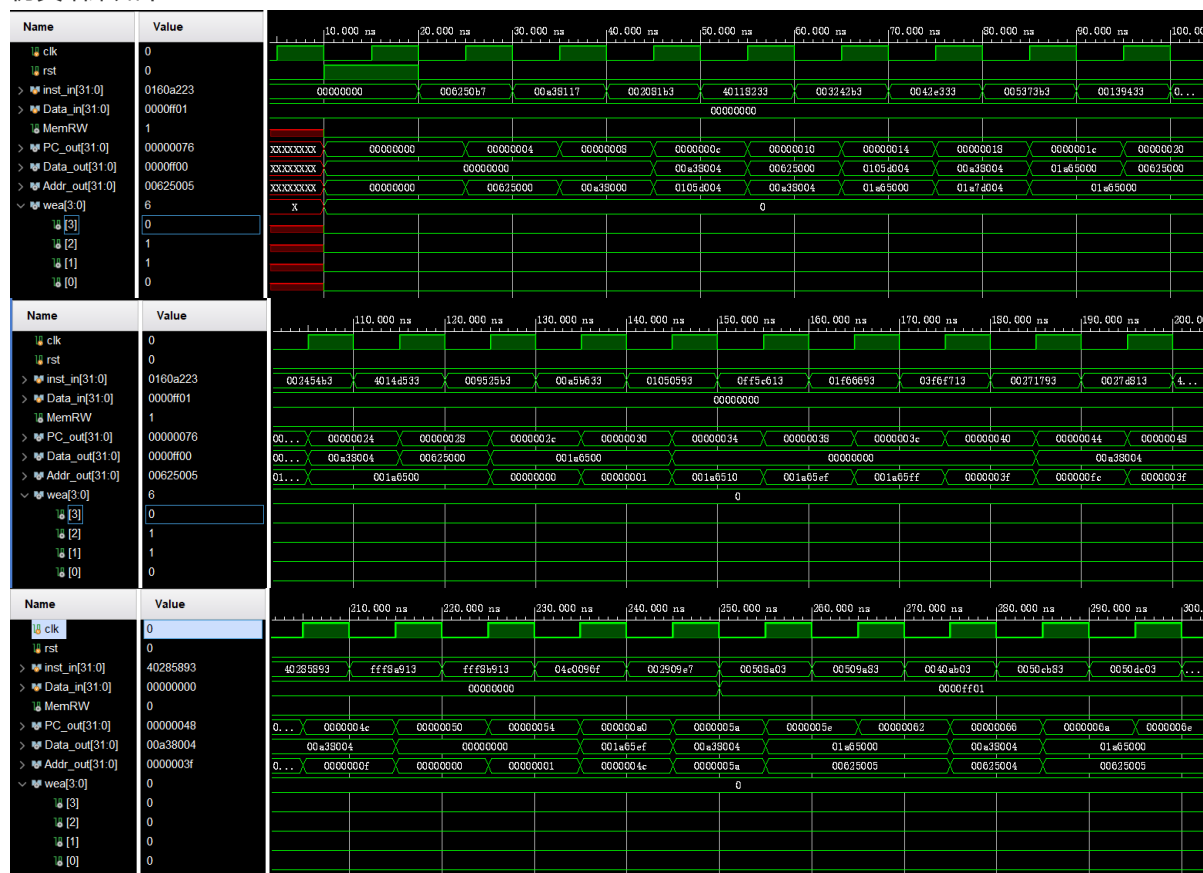 Name Value 10.000 ns 20.000 ns 30.000 ns 40.000 ns 50.000 ns 60.000 ns 70.000 ns 80.000 ns 90.000 ns 100.00
clk 0
rst 0
inst_in[31:0] 0160a223 00000000 006250b7 00a38117 002081b3 40118233 003242b3 0042e333 005373b3 00139433 0...
Data_in[31:0] 0000ff01 00000000
MemRW 1
PC_out[31:0] 00000076 XXXXXXXX 00000000 00000004 00000008 0000000c 00000010 00000014 00000018 0000001c 00000020
Data_out[31:0] 0000ff00 XXXXXXXX 00000000 00a38004 00625000 0105d004 00a38004 01a65000 00625000
Addr_out[31:0] 00625005 XXXXXXXX 00000000 00625000 00a38000 0105d004 00a38004 01a65000 01a7d004 01a65000
wea[3:0] 6 X 0
[3] 0
[2] 1
[1] 1
[0] 0
Name Value 110.000 ns 120.000 ns 130.000 ns 140.000 ns 150.000 ns 160.000 ns 170.000 ns 180.000 ns 190.000 ns 200.0
clk 0
rst 0
inst_in[31:0] 0160a223 002454b3 4014d533 009525b3 00a5b633 01050593 0ff5c613 01f66693 03f6f713 00271793 0027d813 4...
Data_in[31:0] 0000ff01 00000000
MemRW 1
PC_out[31:0] 00000076 00... 00000024 00000028 0000002c 00000030 00000034 00000038 0000003c 00000040 00000044 00000048
Data_out[31:0] 0000ff00 00... 00a38004 00625000 001a6500 00000000 00a38004
Addr_out[31:0] 00625005 01... 001a6500 00000000 00000001 001a6510 001a65ef 001a65ff 0000003f 000000fc 0000003f
wea[3:0] 6 0
[3] 0
[2] 1
[1] 1
[0] 0
Name Value 210.000 ns 220.000 ns 230.000 ns 240.000 ns 250.000 ns 260.000 ns 270.000 ns 280.000 ns 290.000 ns 300.
clk 0
rst 0
inst_in[31:0] 40285893 40285893 fff8a913 fff8b913 04c0096f 002909e7 00508a03 00509a83 0040ab03 0050cb83 0050dc03 ...
Data_in[31:0] 00000000 00000000 0000ff01
MemRW 0
PC_out[31:0] 00000048 0... 0000004c 00000050 00000054 000000a0 0000005a 0000005e 00000062 00000066 0000006a 0000006e
Data_out[31:0] 00a38004 00a38004 00000000 001a65ef 00a38004 01a65000 00a38004 01a65000
Addr_out[31:0] 0000003f 0... 0000000f 00000000 00000001 0000004c 0000005a 00625005 00625004 00625005
wea[3:0] 0 0
[3] 0
[2] 0
[1] 0
[0] 0